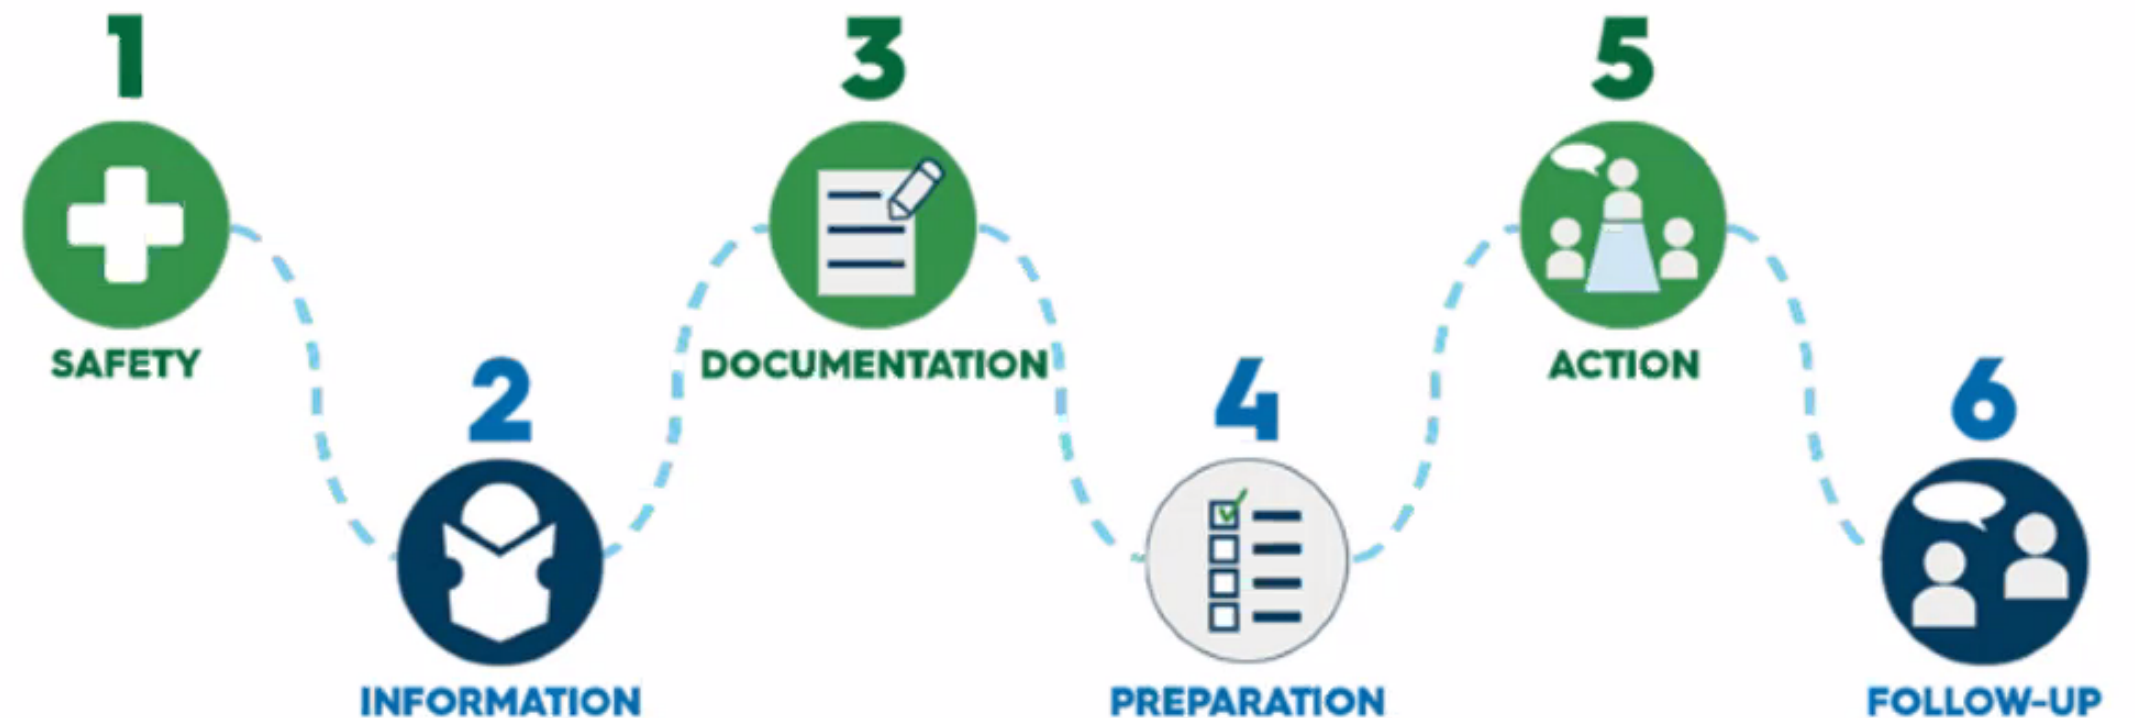 1
SAFETY
2
INFORMATION
3
DOCUMENTATION
4
PREPARATION
5
ACTION
6
FOLLOW-UP